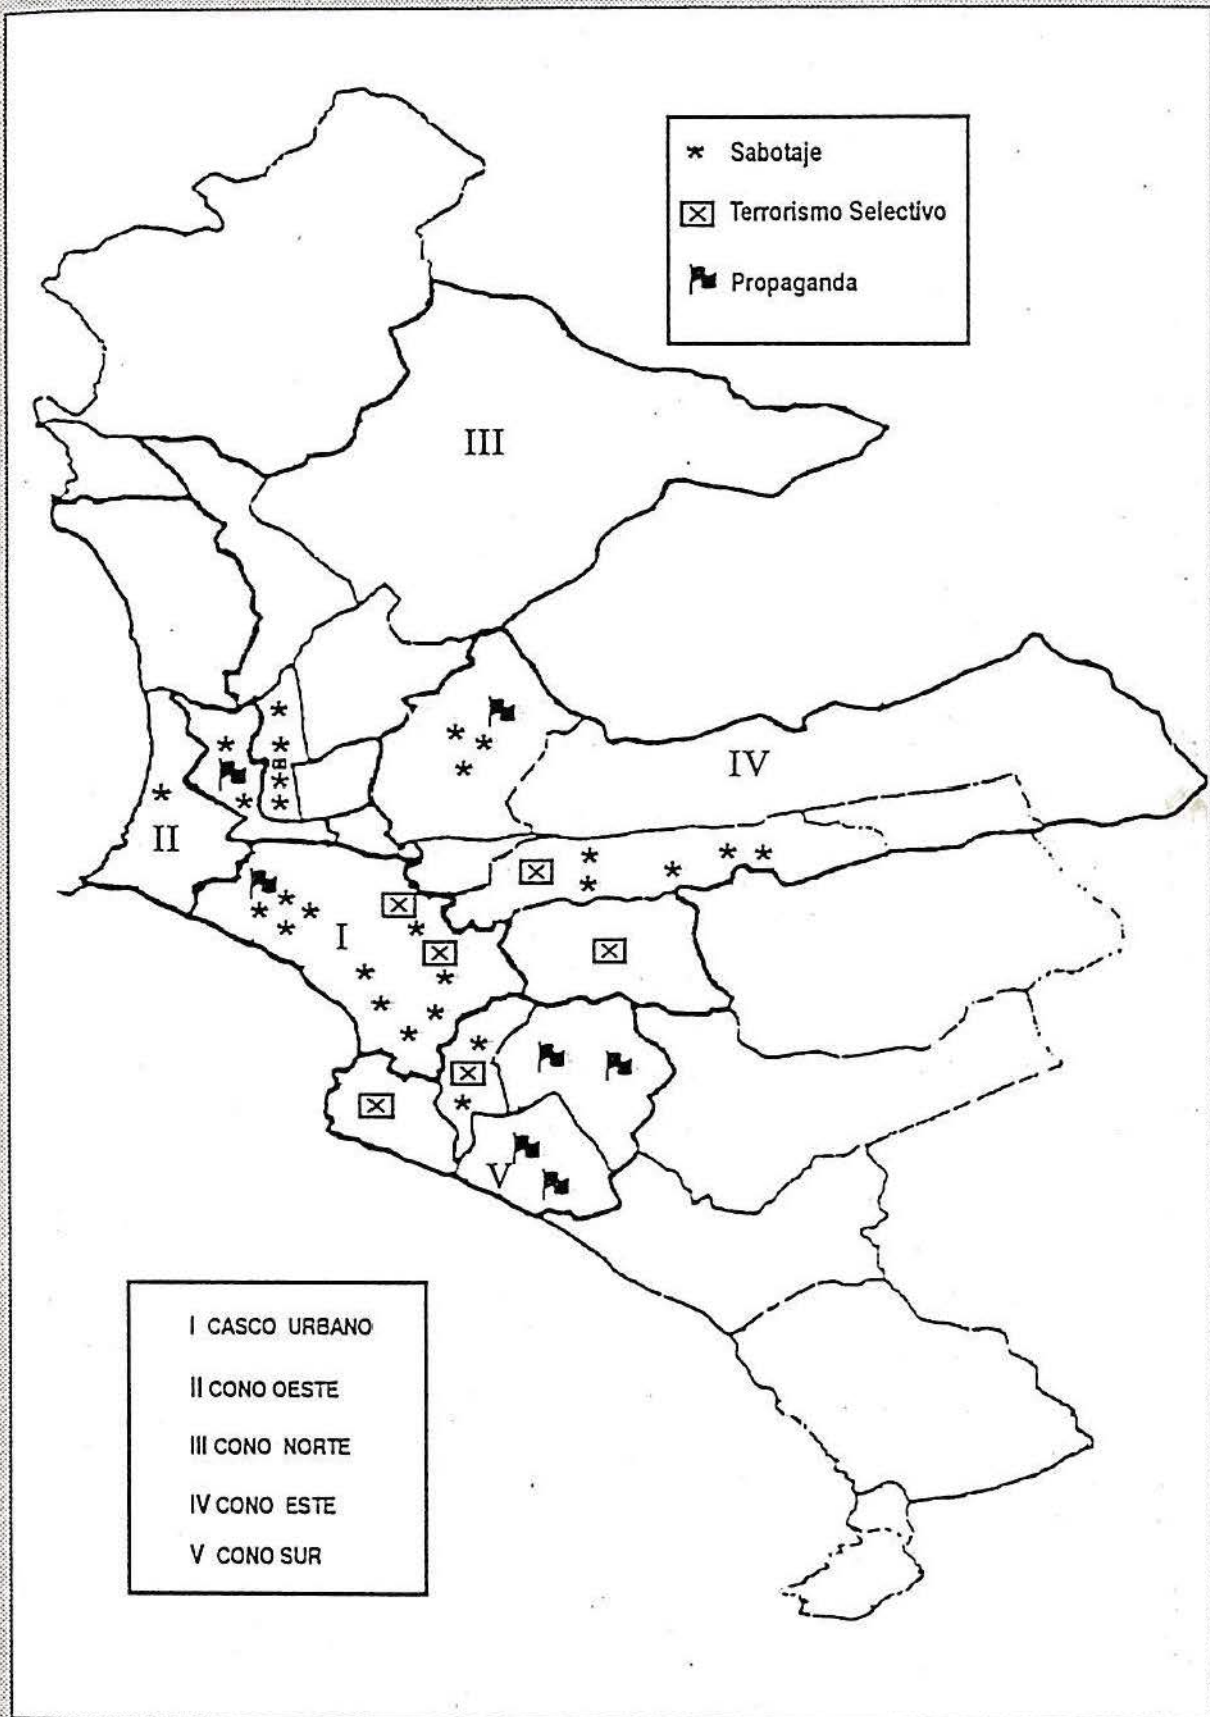 Sabotaje
Terrorismo Selectivo
Propaganda
III
IV
II
I
V
I CASCO URBANO
II CONO OESTE
III CONO NORTE
IV CONO ESTE
V CONO SUR